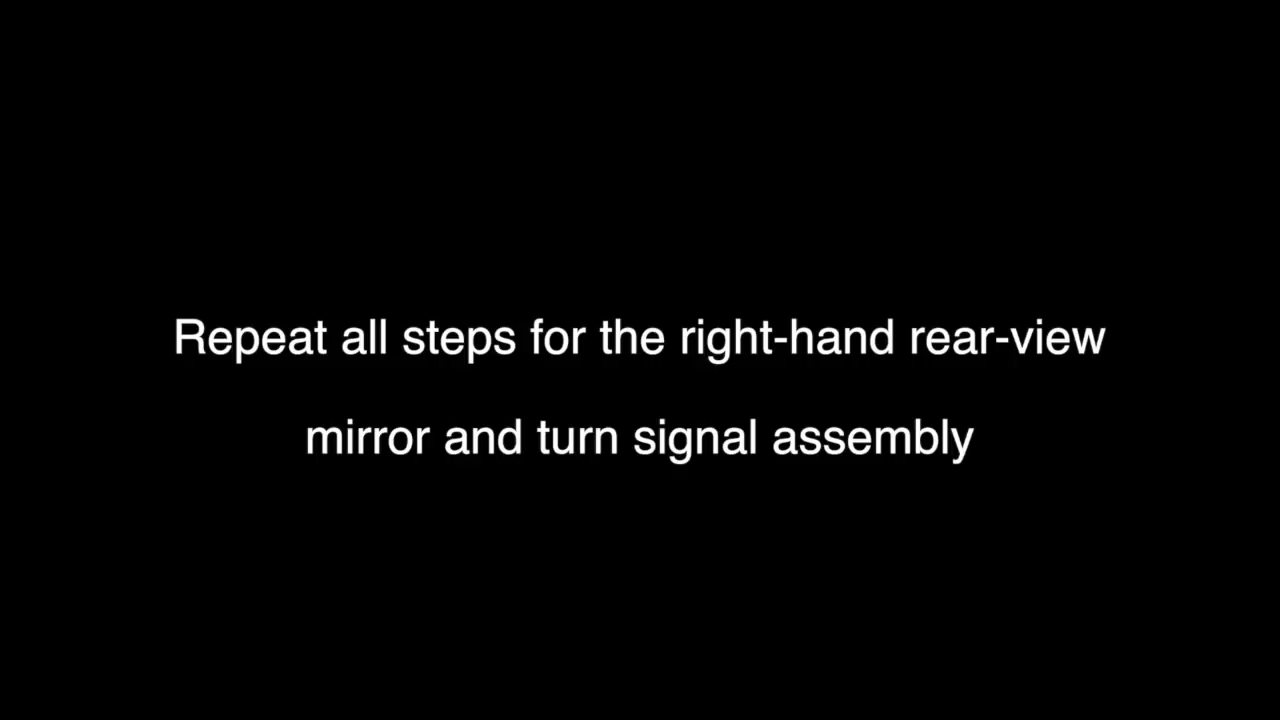 Repeat all steps for the right-hand rear-view
mirror and turn signal assembly